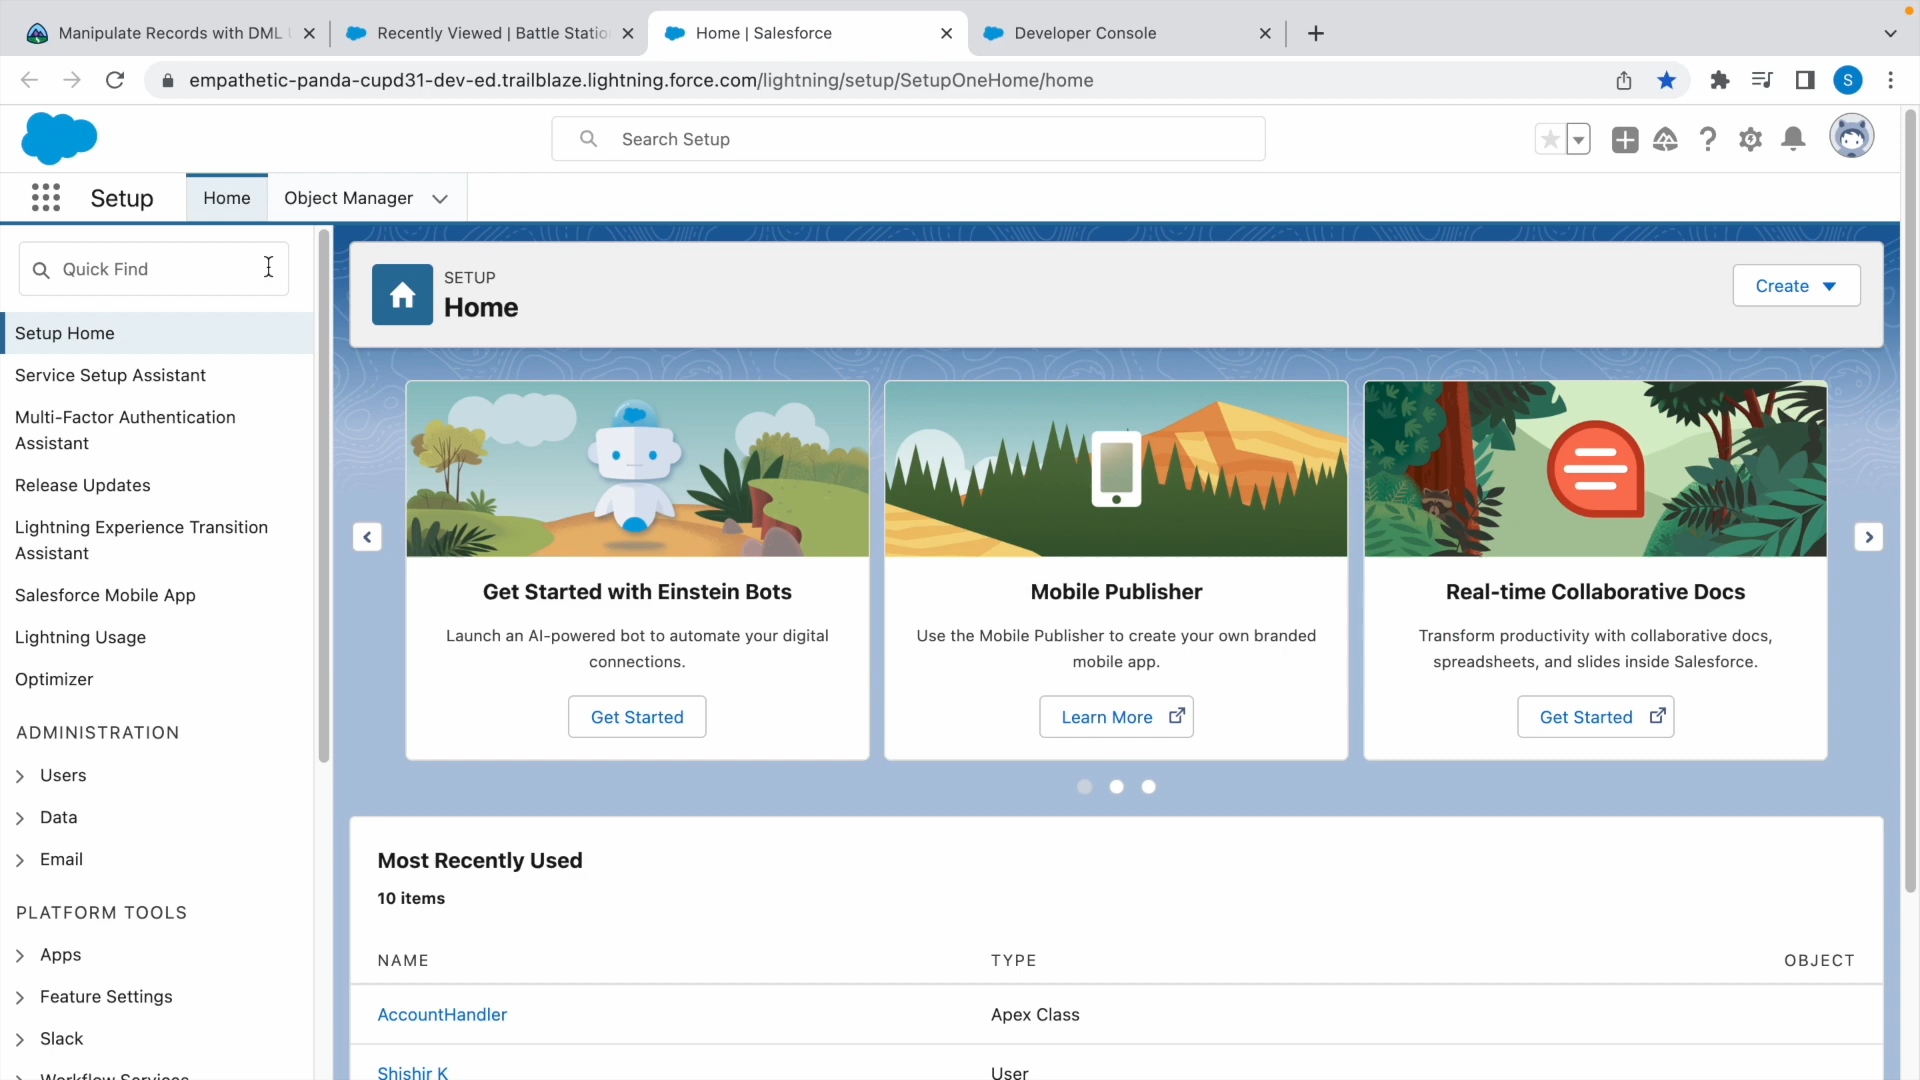 Manipulate Records with DML
Recently Viewed | Battle Statio
Home | Salesforce
Developer Console
empathetic-panda-cupd31-dev-ed.trailblaze.lightning.force.com/lightning/setup/SetupOneHome/home
S
Search Setup
Setup
Home
Object Manager
Quick Find
Setup Home
Service Setup Assistant
Multi-Factor Authentication
Assistant
Release Updates
Lightning Experience Transition
Assistant
Salesforce Mobile App
Lightning Usage
Optimizer
ADMINISTRATION
Users
Data
Email
PLATFORM TOOLS
Apps
Feature Settings
Slack
Workflow Services
SETUP
Home
Create
Get Started with Einstein Bots
Launch an AI-powered bot to automate your digital
connections.
Get Started
Mobile Publisher
Use the Mobile Publisher to create your own branded
mobile app.
Learn More
Real-time Collaborative Docs
Transform productivity with collaborative docs,
spreadsheets, and slides inside Salesforce.
Get Started
Most Recently Used
10 items
NAME TYPE OBJECT
AccountHandler Apex Class
Shishir K User